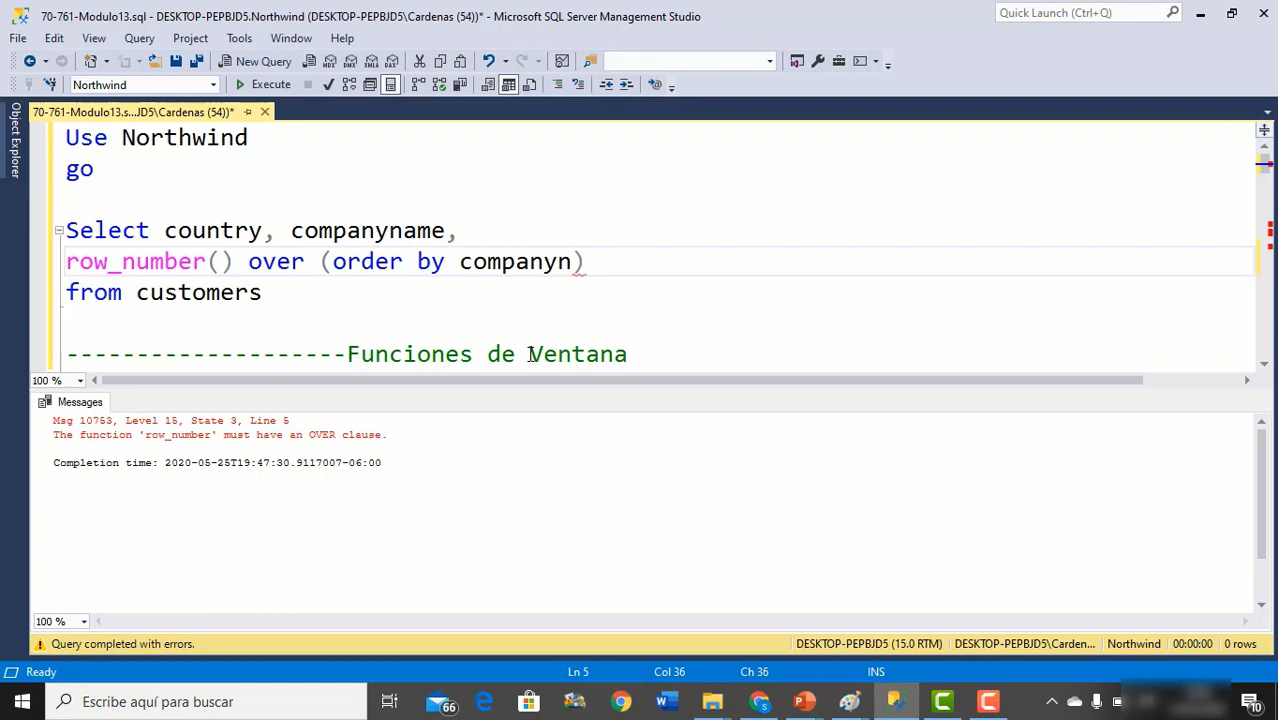 70-761-Modulo13.sql - DESKTOP-PEPBJD5.Northwind (DESKTOP-PEPBJD5\Cardenas (54))* - Microsoft SQL Server Management Studio
Quick Launch (Ctrl+Q)
File Edit View Query Project Tools Window Help
New Query
Northwind
Execute
70-761-Modulo13.s...JD5\Cardenas (54))*
Object Explorer
Use Northwind
go
Select country, companyname,
row_number() over (order by companyn)
from customers
--------------------Funciones de Ventana
100 %
Messages
Msg 10753, Level 15, State 3, Line 5
The function 'row_number' must have an OVER clause.
Completion time: 2020-05-25T19:47:30.9117007-06:00
100 %
Query completed with errors.
DESKTOP-PEPBJD5 (15.0 RTM)
DESKTOP-PEPBJD5\Carden...
Northwind
00:00:00
0 rows
Ready
Ln 5
Col 36
Ch 36
INS
Escribe aquí para buscar
66
10